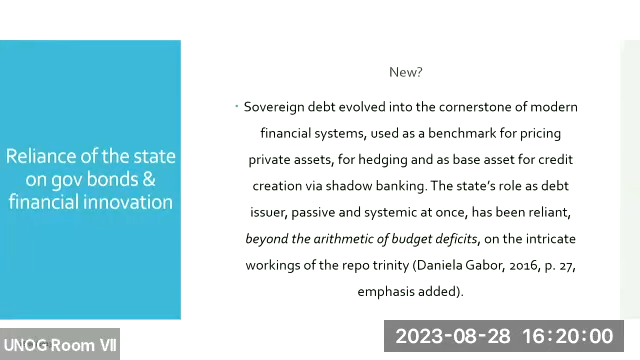 New?
Reliance of the state
on gov bonds &
financial innovation
Sovereign debt evolved into the cornerstone of modern
financial systems, used as a benchmark for pricing
private assets, for hedging and as base asset for credit
creation via shadow banking. The state's role as debt
issuer, passive and systemic at once, has been reliant,
beyond the arithmetic of budget deficits, on the intricate
workings of the repo trinity (Daniela Gabor, 2016, p. 27,
emphasis added).
UNOG Room VII
2023-08-28 16:20:00